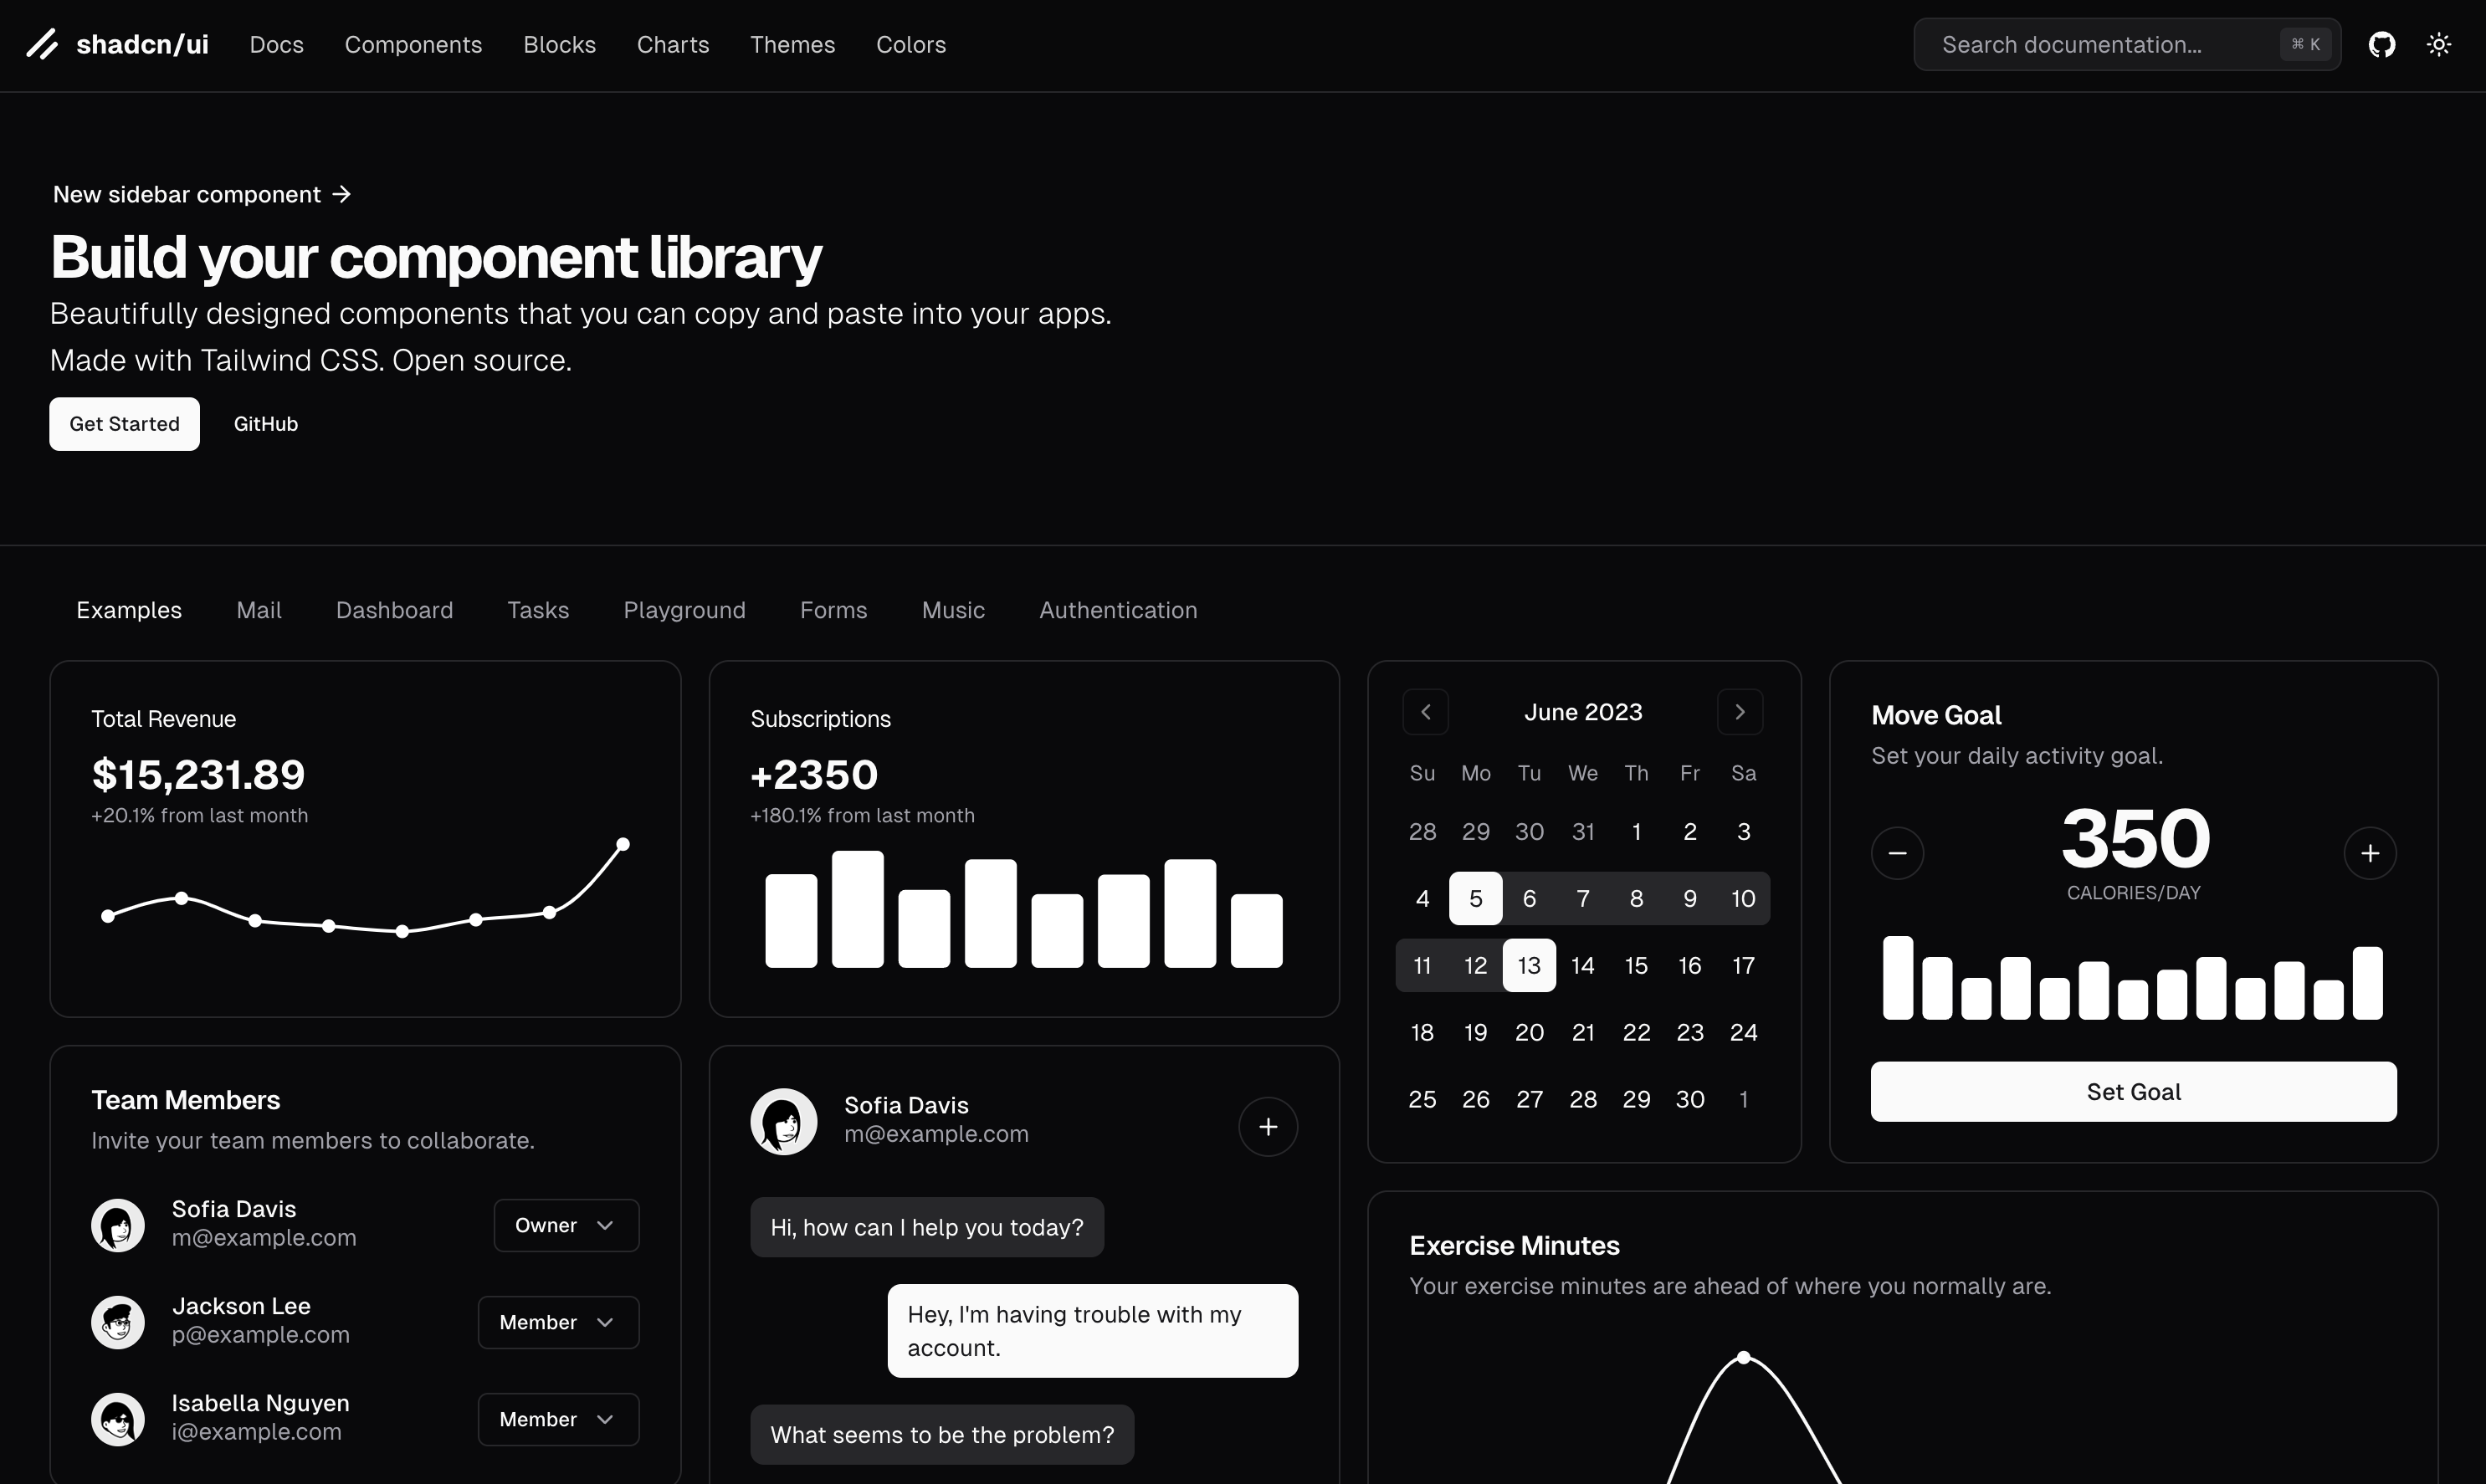 shadcn/ui Docs Components Blocks Charts Themes Colors Search documentation... ⌘ K
New sidebar component →
Build your component library
Beautifully designed components that you can copy and paste into your apps.
Made with Tailwind CSS. Open source.
Get Started GitHub
Examples Mail Dashboard Tasks Playground Forms Music Authentication
Total Revenue
$15,231.89
+20.1% from last month
Subscriptions
+2350
+180.1% from last month
June 2023
Su Mo Tu We Th Fr Sa
28 29 30 31 1 2 3
4 5 6 7 8 9 10
11 12 13 14 15 16 17
18 19 20 21 22 23 24
25 26 27 28 29 30 1
Move Goal
Set your daily activity goal.
350
CALORIES/DAY
Set Goal
Team Members
Invite your team members to collaborate.
Sofia Davis
m@example.com
Owner
Jackson Lee
p@example.com
Member
Isabella Nguyen
i@example.com
Member
Sofia Davis
m@example.com
Hi, how can I help you today?
Hey, I'm having trouble with my
account.
What seems to be the problem?
Exercise Minutes
Your exercise minutes are ahead of where you normally are.